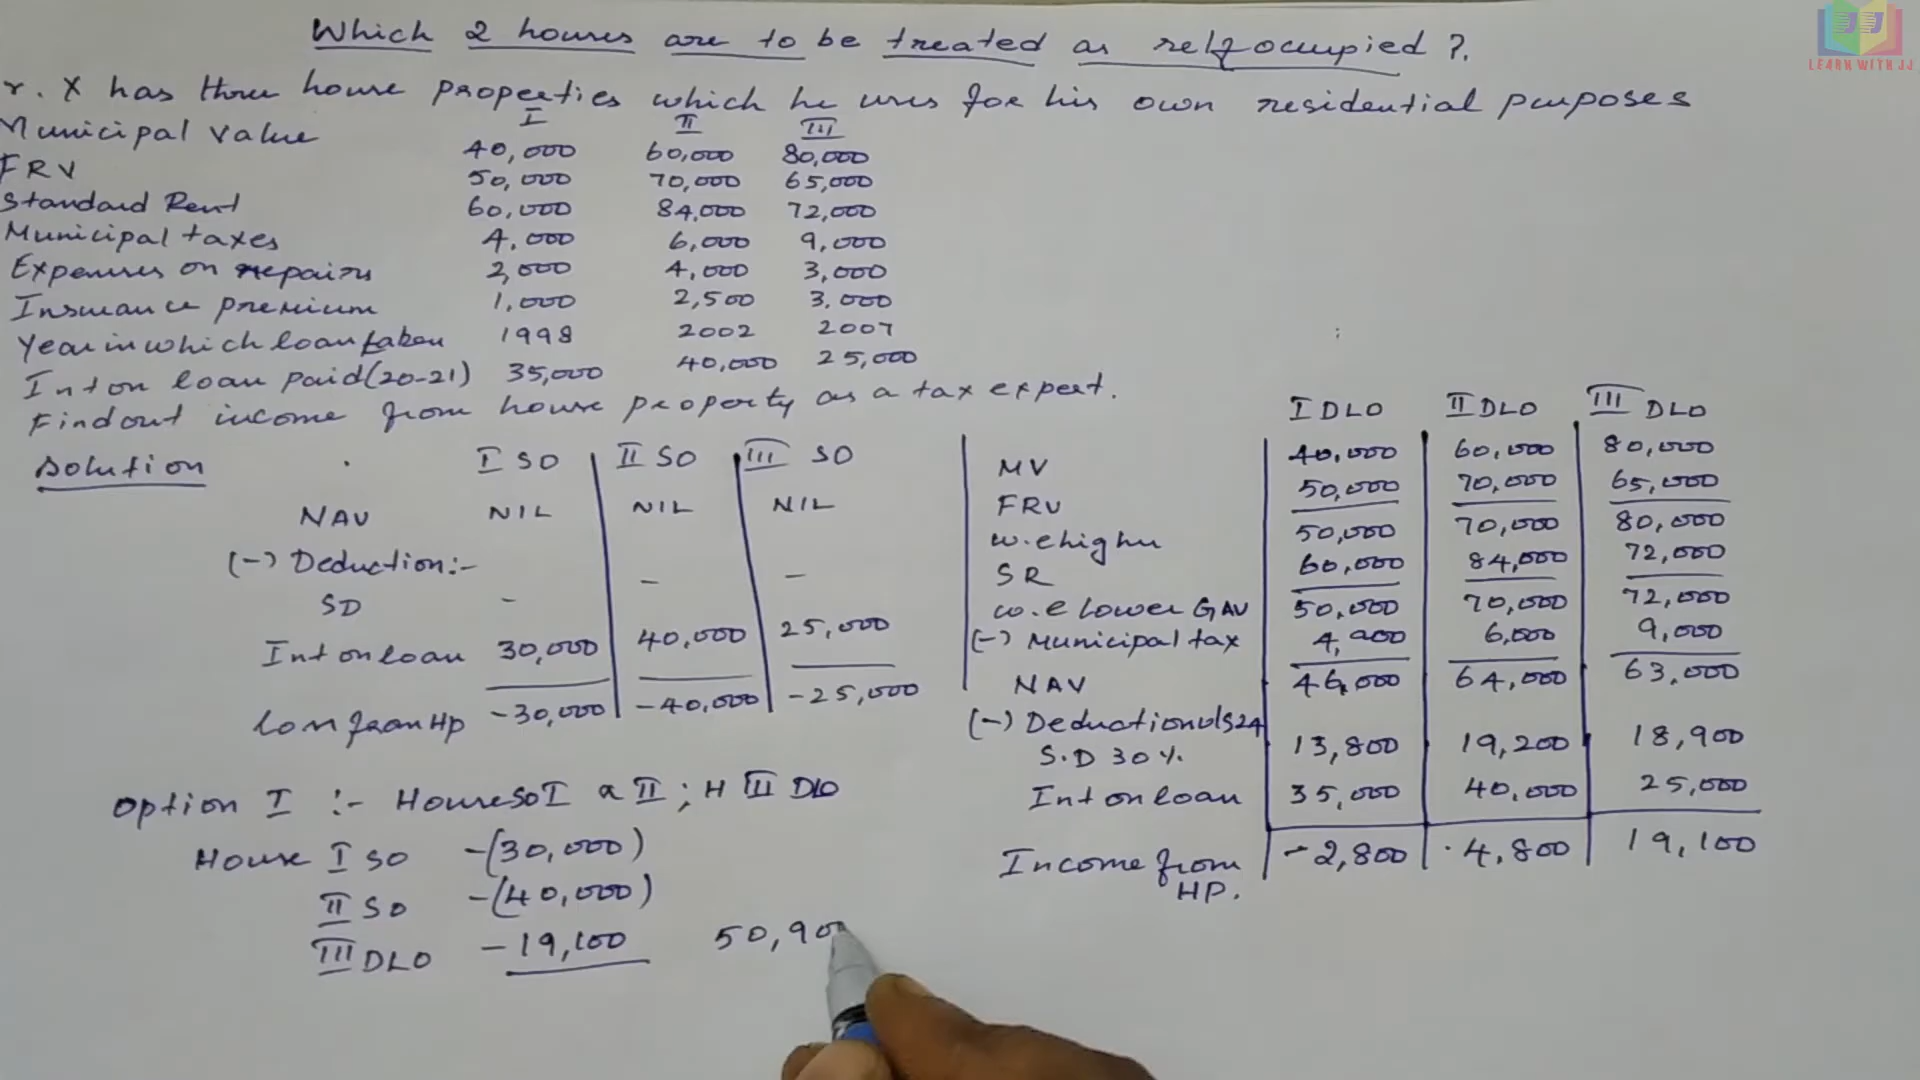 Which 2 houses are to be treated as self occupied ?.
LEARN WITH JJ
r. X has three house properties which he uses for his own residential purposes
I II III
Municipal value 40,000 60,000 80,000
FRV 50,000 70,000 65,000
Standard Rent 60,000 84,000 72,000
Municipal taxes 4,000 6,000 9,000
Expenses on repairs 2,000 4,000 3,000
Insurance premium 1,000 2,500 3,000
Year in which loan taken 1998 2002 2007
Int on loan paid (20-21) 35,000 40,000 25,000
Find out income from house property as a tax expert.
Solution
I SO II SO III SO
NAV NIL NIL NIL
(-) Deduction:-
SD - - -
Int on loan 30,000 40,000 25,000
Loss from HP -30,000 -40,000 -25,000
I DLO II DLO III DLO
MV 40,000 60,000 80,000
FRV 50,000 70,000 65,000
w.e higher 50,000 70,000 80,000
SR 60,000 84,000 72,000
w.e lower GAV 50,000 70,000 72,000
(-) Municipal tax 4,000 6,000 9,000
NAV 46,000 64,000 63,000
(-) Deduction u/s 24
S.D 30% 13,800 19,200 18,900
Int on loan 35,000 40,000 25,000
Income from HP. -2,800 4,800 19,100
Option I :- House SO I & II ; H III DLO
House I SO -(30,000)
II SO -(40,000)
III DLO -19,100 50,90